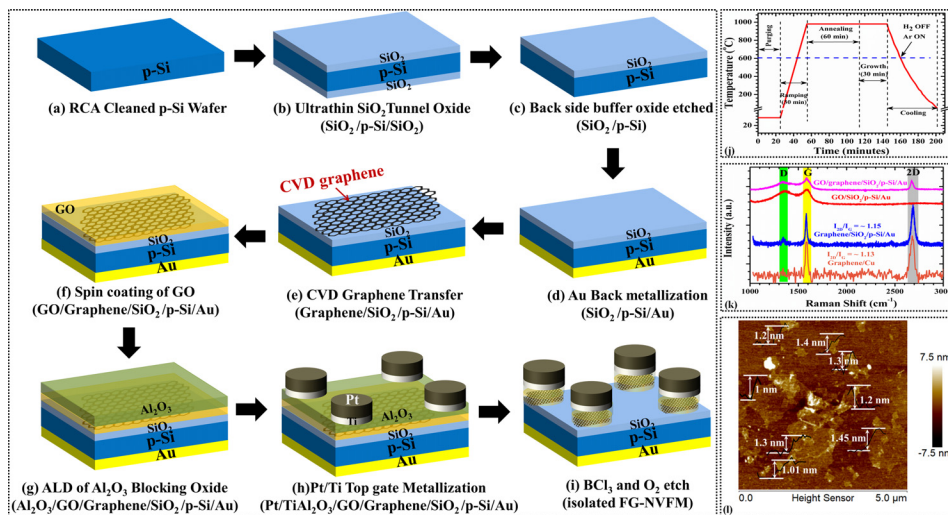 SiO2
p-Si
p-Si
SiO2
SiO2
p-Si
(a) RCA Cleaned p-Si Wafer
(b) Ultrathin SiO2 Tunnel Oxide
(SiO2/p-Si/SiO2)
(c) Back side buffer oxide etched
(SiO2/p-Si)
CVD graphene
GO
SiO2
p-Si
Au
SiO2
p-Si
Au
SiO2
p-Si
Au
(f) Spin coating of GO
(GO/Graphene/SiO2/p-Si/Au)
(e) CVD Graphene Transfer
(Graphene/SiO2/p-Si/Au)
(d) Au Back metallization
(SiO2/p-Si/Au)
Al2O3
SiO2
p-Si
Au
Pt
Ti
Al2O3
SiO2
p-Si
Au
SiO2
p-Si
Au
(g) ALD of Al2O3 Blocking Oxide
(Al2O3/GO/Graphene/SiO2/p-Si/Au)
(h)Pt/Ti Top gate Metallization
(Pt/TiAl2O3/GO/Graphene/SiO2/p-Si/Au)
(i) BCl3 and O2 etch
(isolated FG-NVFM)
Temperature (°C)
1000
800
600
400
200
20
Purging
Ramping (30 min)
Annealing
(60 min)
Growth
(30 min)
H2 OFF
Ar ON
Cooling
0 20 40 60 80 100 120 140 160 180 200
Time (minutes)
(j)
D G 2D
GO/graphene/SiO2/p-Si/Au
GO/SiO2/p-Si/Au
I2D/IG = ~ 1.15
Graphene/SiO2/p-Si/Au
I2D/IG = ~ 1.13
Graphene/Cu
Intensity (a.u.)
1000 1500 2000 2500 3000
Raman Shift (cm-1)
(k)
1.2 nm
1.4 nm
1.3 nm
1 nm
1.2 nm
1.3 nm
1.45 nm
1.01 nm
7.5 nm
-7.5 nm
0.0 Height Sensor 5.0 µm
(l)